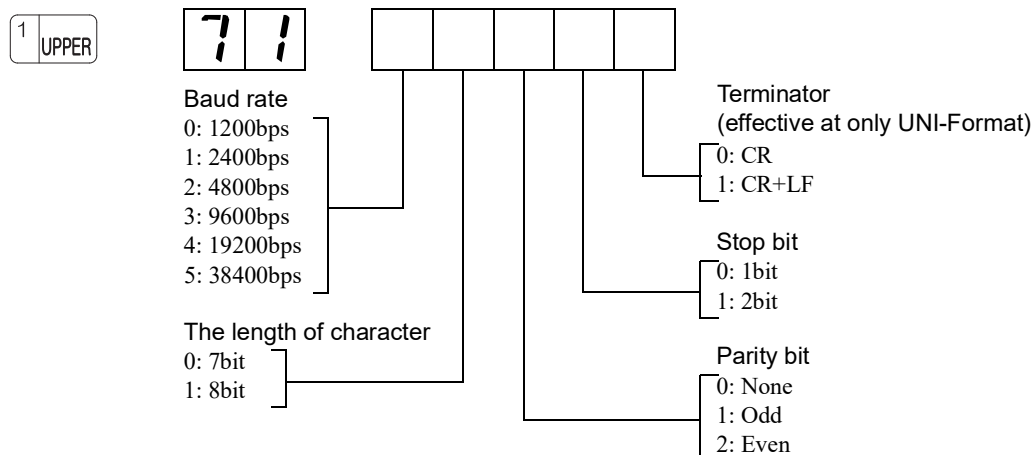 1 UPPER
71
Baud rate
0: 1200bps
1: 2400bps
2: 4800bps
3: 9600bps
4: 19200bps
5: 38400bps
The length of character
0: 7bit
1: 8bit
Terminator
(effective at only UNI-Format)
0: CR
1: CR+LF
Stop bit
0: 1bit
1: 2bit
Parity bit
0: None
1: Odd
2: Even